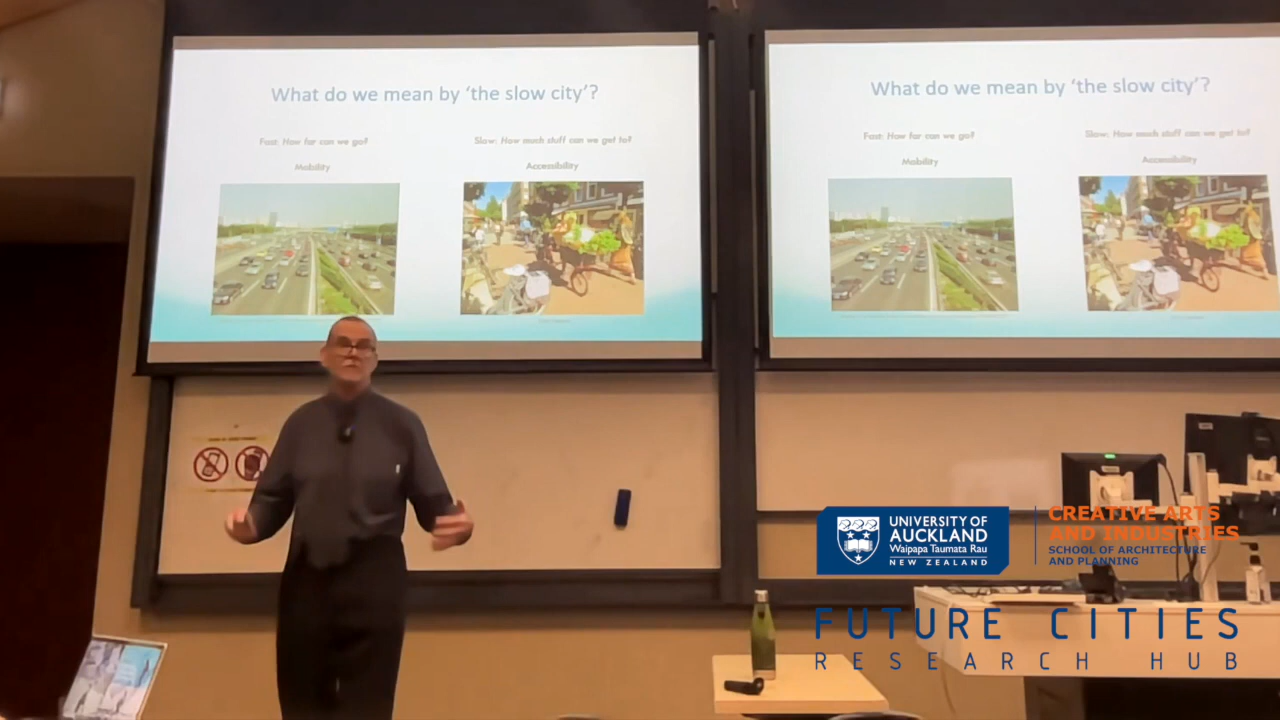 What do we mean by 'the slow city'?
Fast: How far can we go?
Mobility
Slow: How much stuff can we get to?
Accessibility
What do we mean by 'the slow city'?
Fast: How far can we go?
Mobility
Slow: How much stuff can we get to?
Accessibility
UNIVERSITY OF
AUCKLAND
Waipapa Taumata Rau
NEW ZEALAND
CREATIVE ARTS
AND INDUSTRIES
SCHOOL OF ARCHITECTURE
AND PLANNING
FUTURE CITIES
RESEARCH HUB